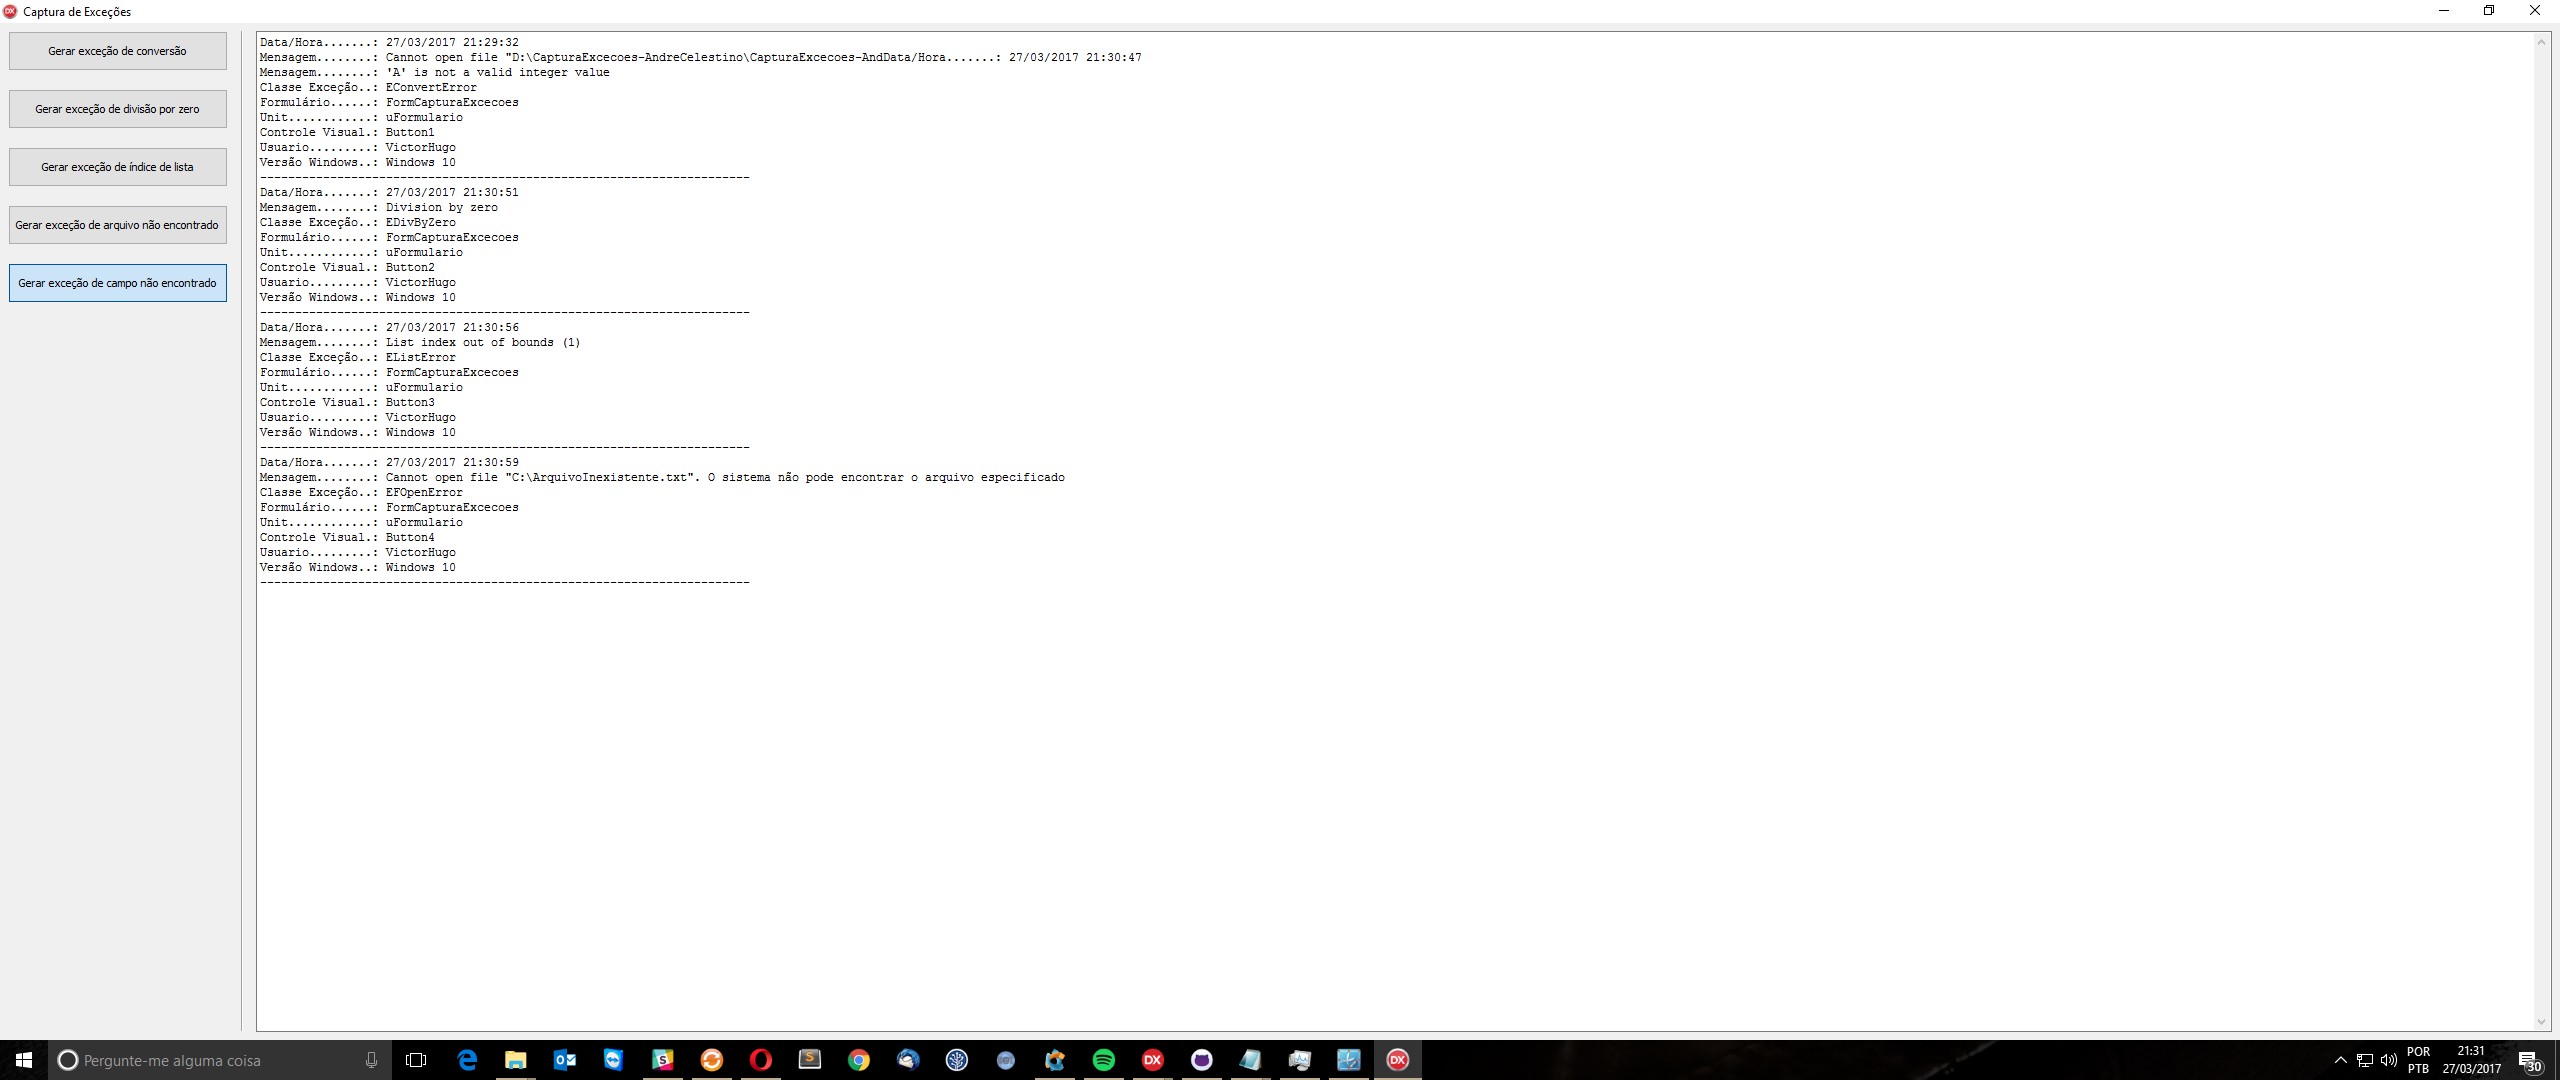 Captura de Exceções
Gerar exceção de conversão
Gerar exceção de divisão por zero
Gerar exceção de índice de lista
Gerar exceção de arquivo não encontrado
Gerar exceção de campo não encontrado
Data/Hora.......: 27/03/2017 21:29:32
Mensagem........: Cannot open file "D:\CapturaExcecoes-AndreCelestino\CapturaExcecoes-AndData/Hora.......: 27/03/2017 21:30:47
Mensagem........: 'A' is not a valid integer value
Classe Exceção..: EConvertError
Formulário......: FormCapturaExcecoes
Unit............: uFormulario
Controle Visual.: Button1
Usuario.........: VictorHugo
Versão Windows..: Windows 10
----------------------------------------------------------------------
Data/Hora.......: 27/03/2017 21:30:51
Mensagem........: Division by zero
Classe Exceção..: EDivByZero
Formulário......: FormCapturaExcecoes
Unit............: uFormulario
Controle Visual.: Button2
Usuario.........: VictorHugo
Versão Windows..: Windows 10
----------------------------------------------------------------------
Data/Hora.......: 27/03/2017 21:30:56
Mensagem........: List index out of bounds (1)
Classe Exceção..: EListError
Formulário......: FormCapturaExcecoes
Unit............: uFormulario
Controle Visual.: Button3
Usuario.........: VictorHugo
Versão Windows..: Windows 10
----------------------------------------------------------------------
Data/Hora.......: 27/03/2017 21:30:59
Mensagem........: Cannot open file "C:\ArquivoInexistente.txt". O sistema não pode encontrar o arquivo especificado
Classe Exceção..: EFOpenError
Formulário......: FormCapturaExcecoes
Unit............: uFormulario
Controle Visual.: Button4
Usuario.........: VictorHugo
Versão Windows..: Windows 10
----------------------------------------------------------------------
Pergunte-me alguma coisa
DX
DX
POR
PTB
21:31
27/03/2017
30